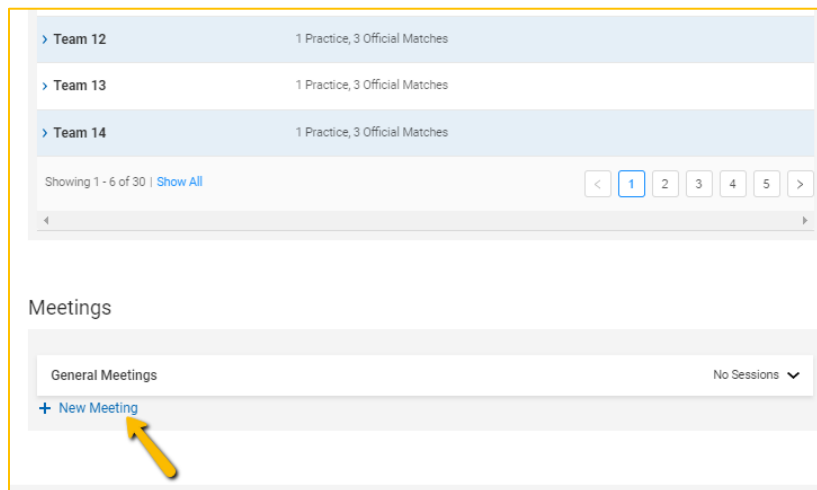 Team 12 1 Practice, 3 Official Matches
Team 13 1 Practice, 3 Official Matches
Team 14 1 Practice, 3 Official Matches
Showing 1 - 6 of 30 | Show All < 1 2 3 4 5 >
Meetings
General Meetings No Sessions
+ New Meeting